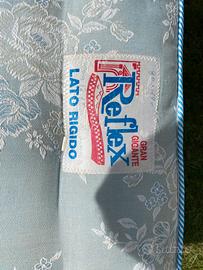 Reflex
GRAN
GIGANTE
LATO RIGIDO